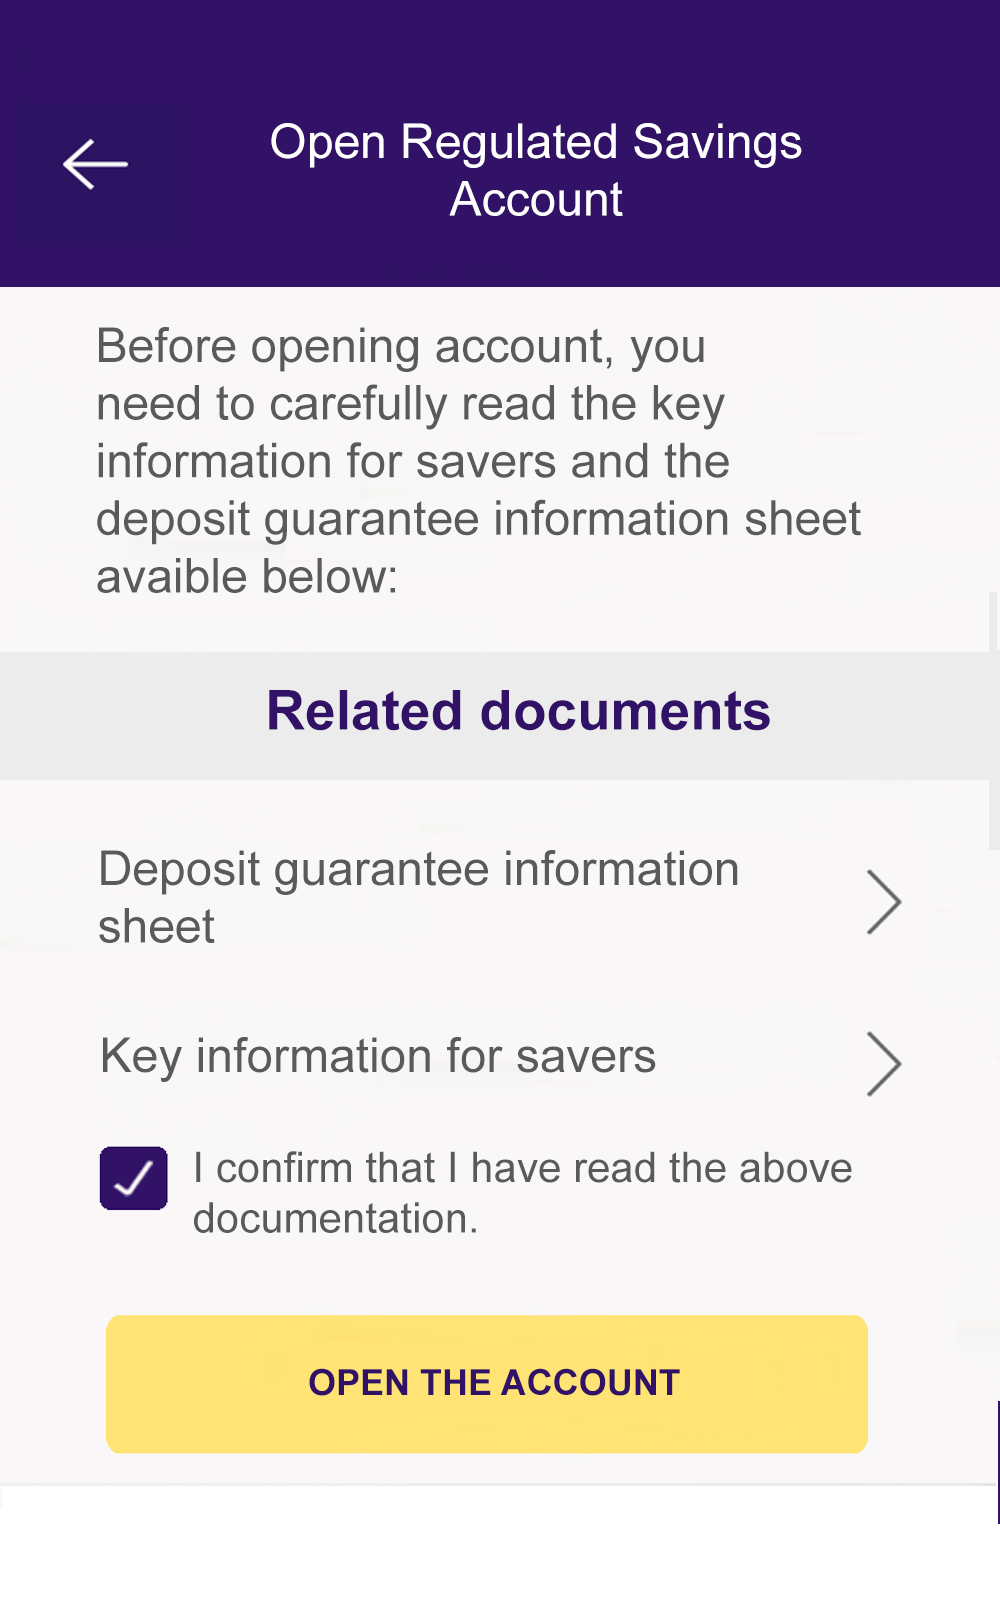 Open Regulated Savings
Account
Before opening account, you
need to carefully read the key
information for savers and the
deposit guarantee information sheet
avaible below:
Related documents
Deposit guarantee information
sheet
Key information for savers
I confirm that I have read the above
documentation.
OPEN THE ACCOUNT